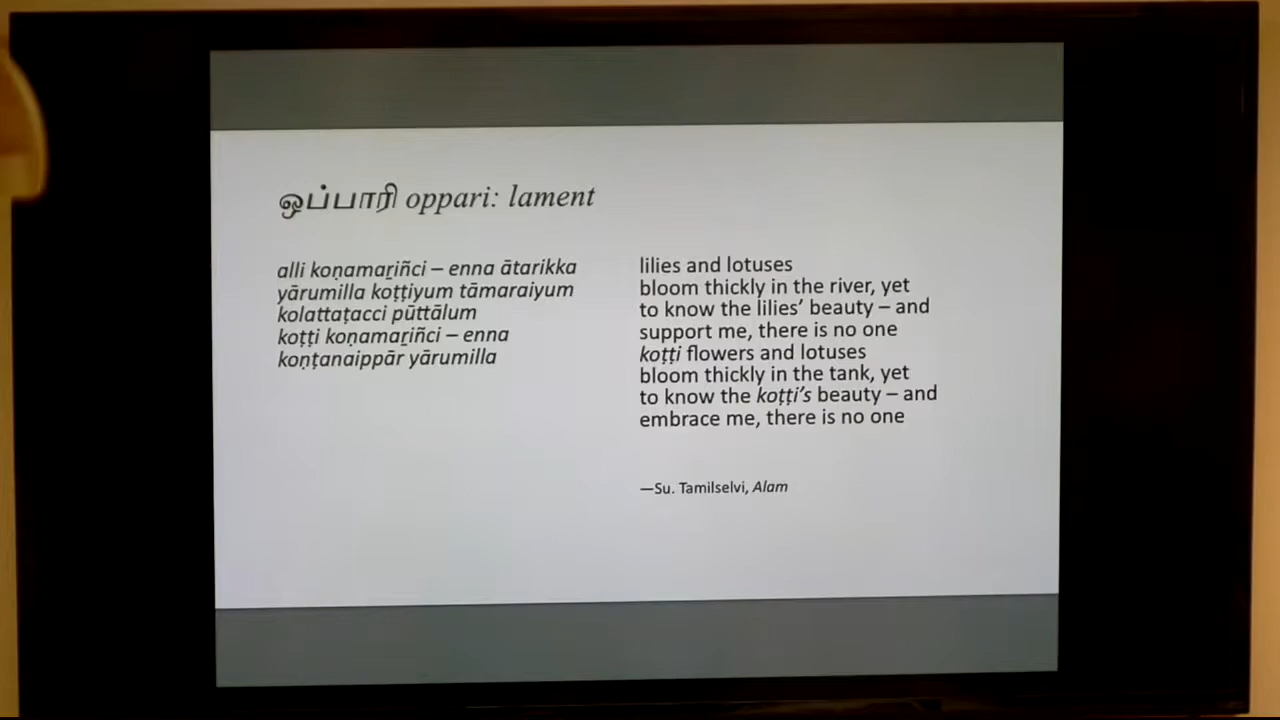 ஒப்பாரி oppari: lament
alli koṇamaṟiñci – enna ātarikka
yārumilla koṭṭiyum tāmaraiyum
kolattaṭacci pūttālum
koṭṭi koṇamaṟiñci – enna
koṇṭanaippār yārumilla
lilies and lotuses
bloom thickly in the river, yet
to know the lilies’ beauty – and
support me, there is no one
koṭṭi flowers and lotuses
bloom thickly in the tank, yet
to know the koṭṭi’s beauty – and
embrace me, there is no one
—Su. Tamilselvi, Alam